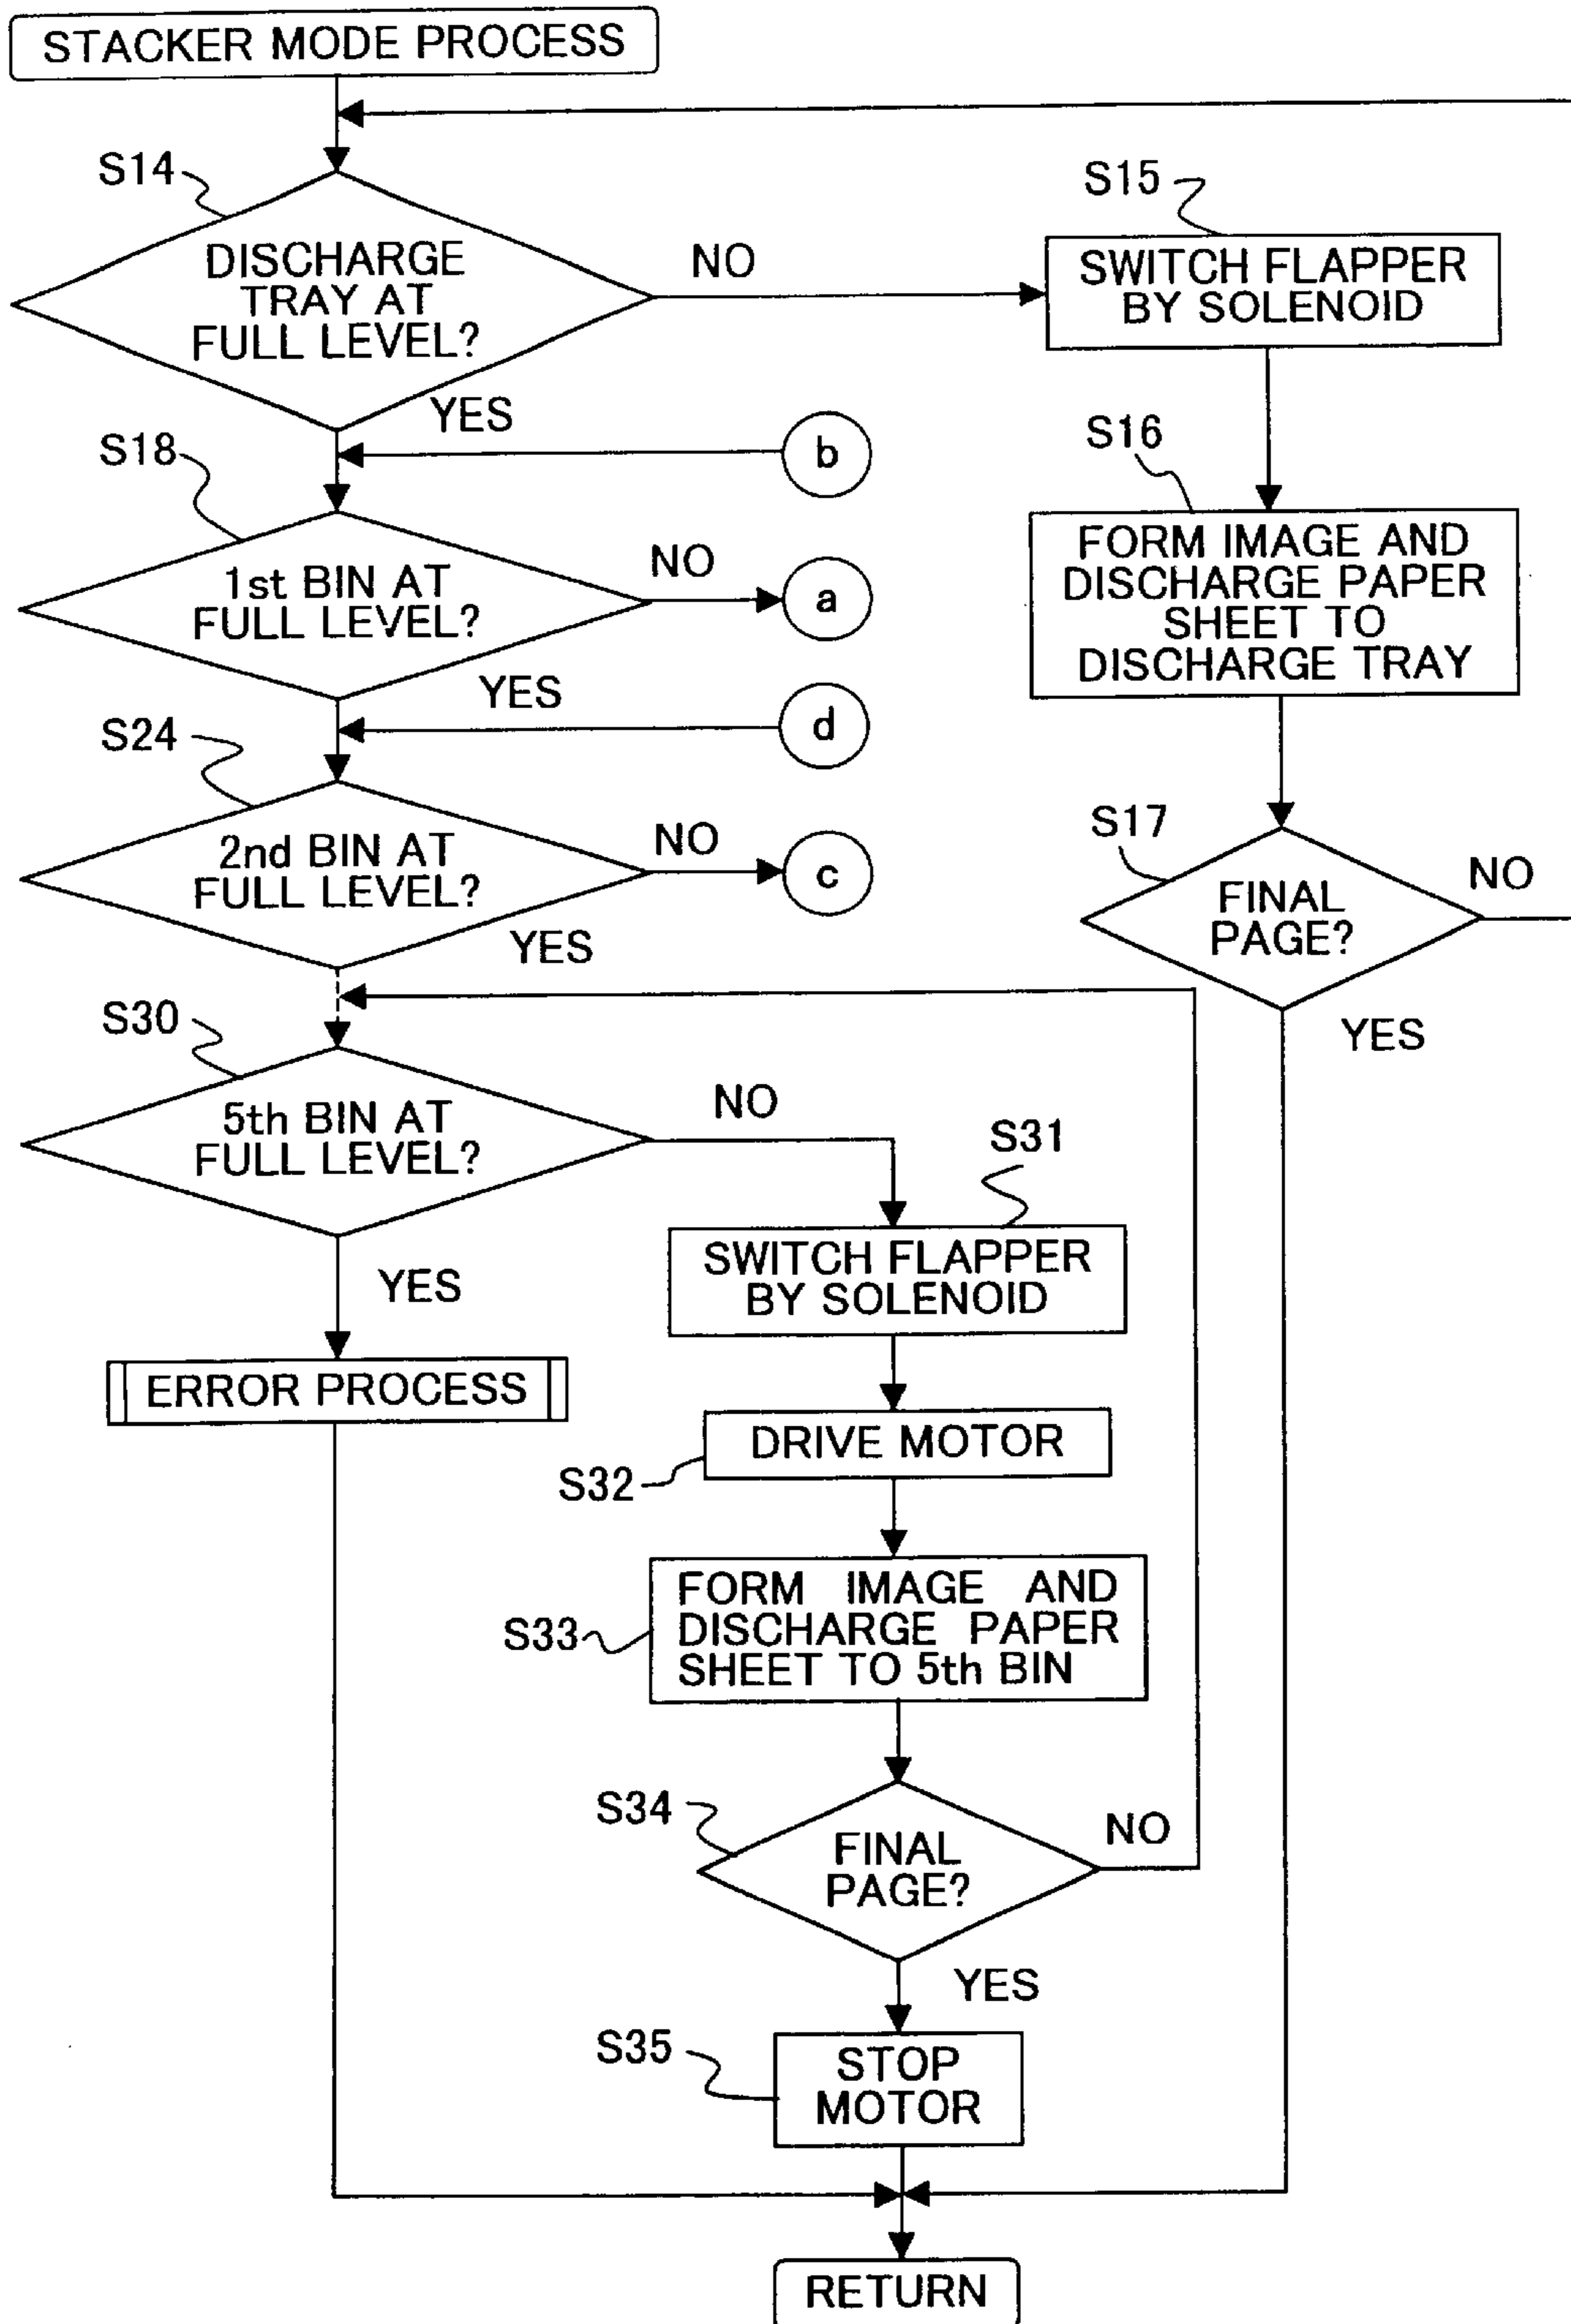 STACKER MODE PROCESS
S14
DISCHARGE
TRAY AT
FULL LEVEL?
NO
YES
S15
SWITCH FLAPPER
BY SOLENOID
S16
FORM IMAGE AND
DISCHARGE PAPER
SHEET TO
DISCHARGE TRAY
S17
FINAL
PAGE?
NO
YES
b
S18
1st BIN AT
FULL LEVEL?
NO
a
YES
d
S24
2nd BIN AT
FULL LEVEL?
NO
c
YES
S30
5th BIN AT
FULL LEVEL?
NO
YES
ERROR PROCESS
S31
SWITCH FLAPPER
BY SOLENOID
S32
DRIVE MOTOR
S33
FORM IMAGE AND
DISCHARGE PAPER
SHEET TO 5th BIN
S34
FINAL
PAGE?
NO
YES
S35
STOP
MOTOR
RETURN